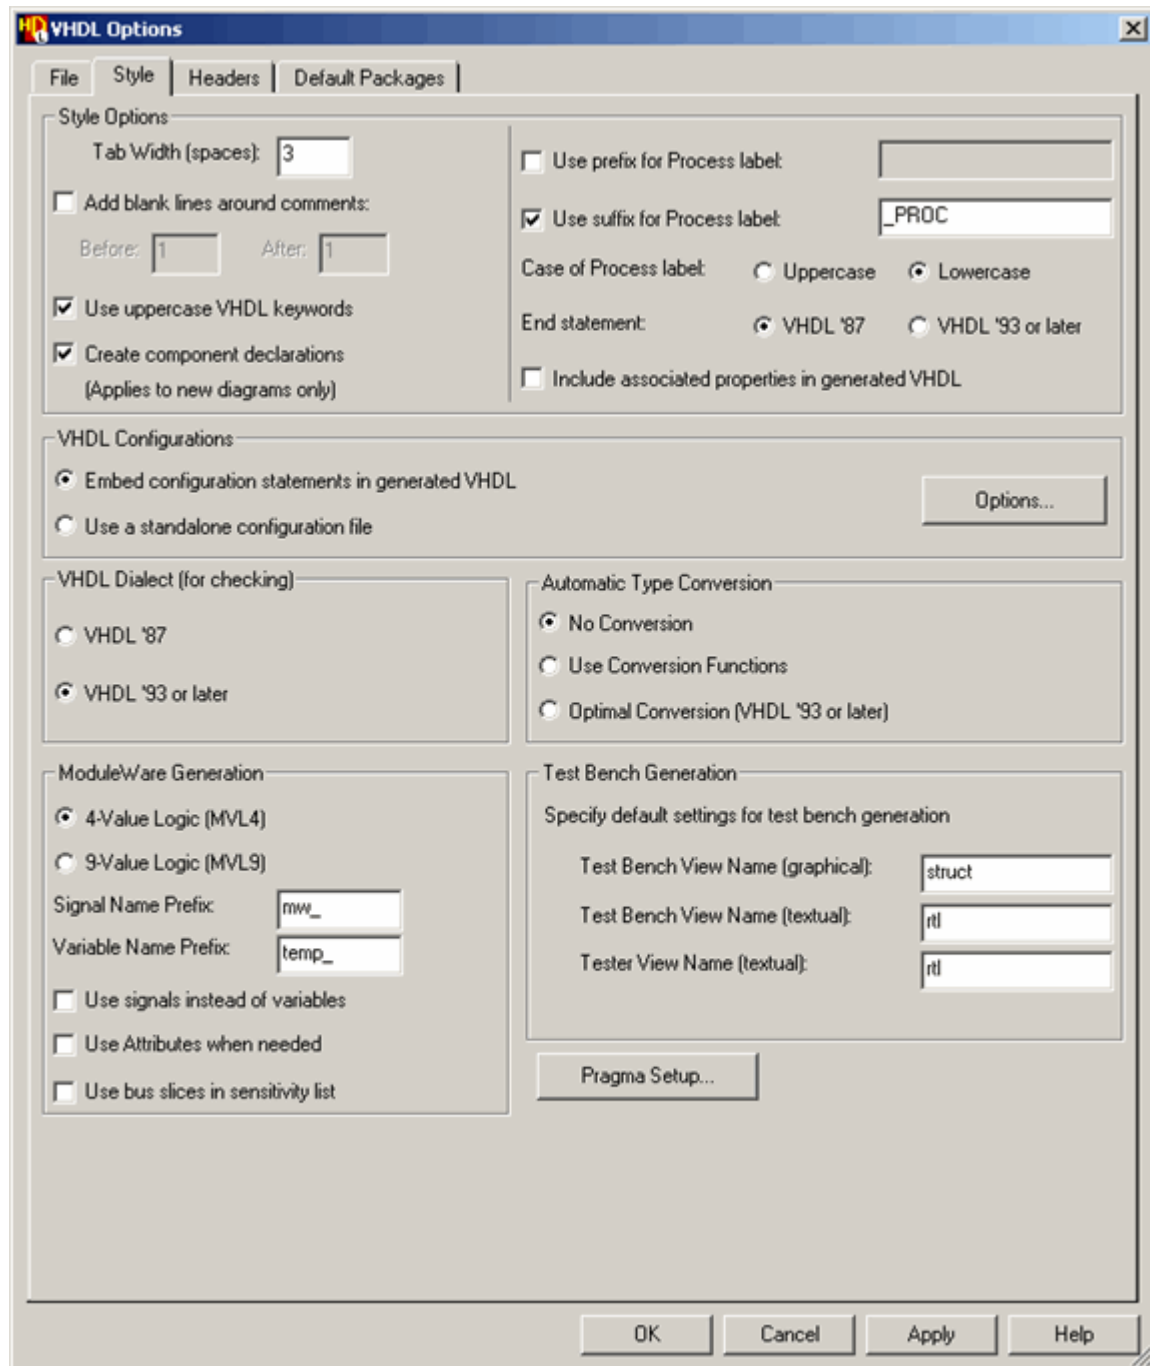 VHDL Options
File Style Headers Default Packages
Style Options
Tab Width (spaces): 3
Add blank lines around comments:
Before: 1 After: 1
Use uppercase VHDL keywords
Create component declarations
(Applies to new diagrams only)
Use prefix for Process label:
Use suffix for Process label: _PROC
Case of Process label: Uppercase Lowercase
End statement: VHDL '87 VHDL '93 or later
Include associated properties in generated VHDL
VHDL Configurations
Embed configuration statements in generated VHDL
Use a standalone configuration file
Options...
VHDL Dialect (for checking)
VHDL '87
VHDL '93 or later
Automatic Type Conversion
No Conversion
Use Conversion Functions
Optimal Conversion (VHDL '93 or later)
ModuleWare Generation
4-Value Logic (MVL4)
9-Value Logic (MVL9)
Signal Name Prefix: mw_
Variable Name Prefix: temp_
Use signals instead of variables
Use Attributes when needed
Use bus slices in sensitivity list
Test Bench Generation
Specify default settings for test bench generation
Test Bench View Name (graphical): struct
Test Bench View Name (textual): rtl
Tester View Name (textual): rtl
Pragma Setup...
OK Cancel Apply Help